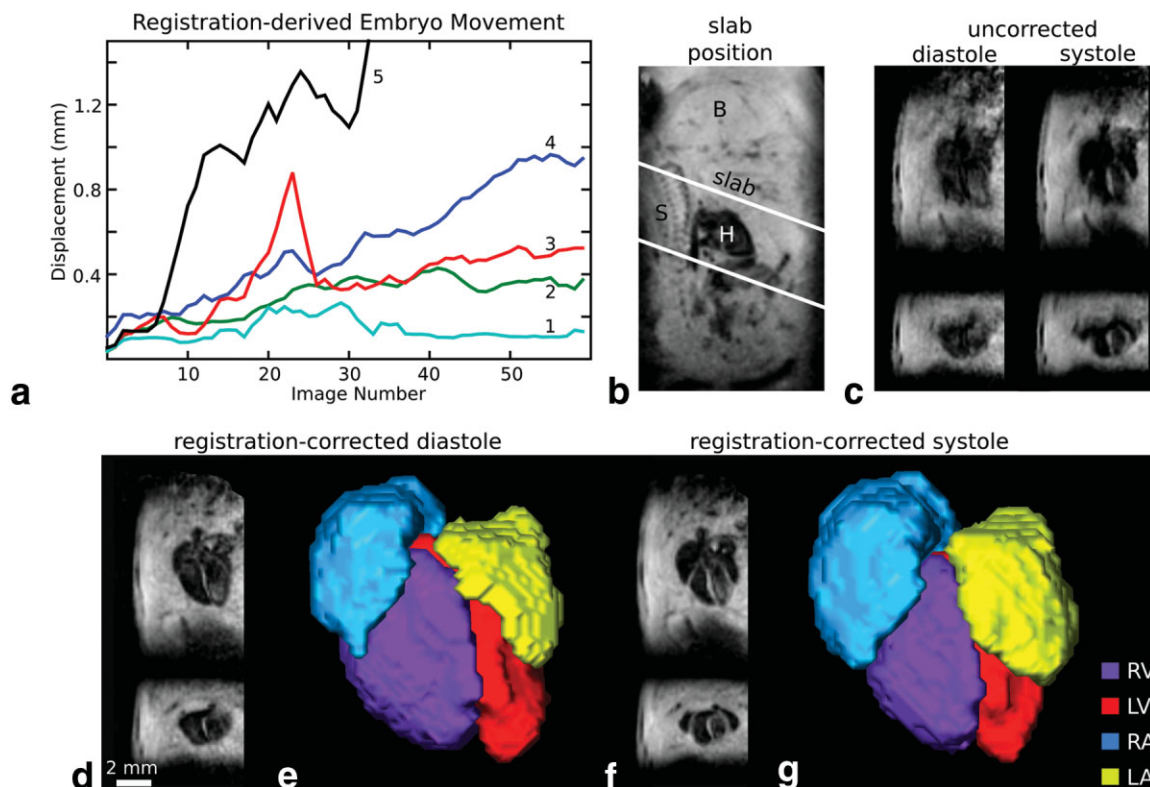 Registration-derived Embryo Movement
Displacement (mm)
1.2
0.8
0.4
5
4
3
2
1
10 20 30 40 50
Image Number
a
slab
position
B
slab
S
H
b
uncorrected
diastole systole
c
registration-corrected diastole
registration-corrected systole
2 mm
d
e
f
g
RV
LV
RA
LA